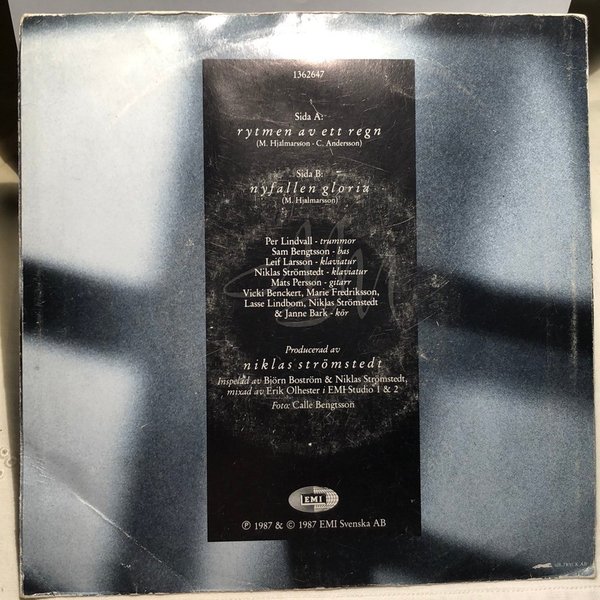 1362647
Sida A:
rytmen av ett regn
(M. Hjalmarsson - C. Andersson)
Sida B:
nyfallen gloria
(M. Hjalmarsson)
Per Lindvall - trummor
Sam Bengtsson - bas
Leif Larsson - klaviatur
Niklas Strömstedt - klaviatur
Mats Persson - gitarr
Vicki Benckert, Marie Fredriksson,
Lasse Lindbom, Niklas Strömstedt
& Janne Bark - kör
Producerad av
niklas strömstedt
Inspelad av Björn Boström & Niklas Strömstedt,
mixad av Erik Olhester i EMI Studio 1 & 2
Foto: Calle Bengtsson
EMI
℗ 1987 & © 1987 EMI Svenska AB